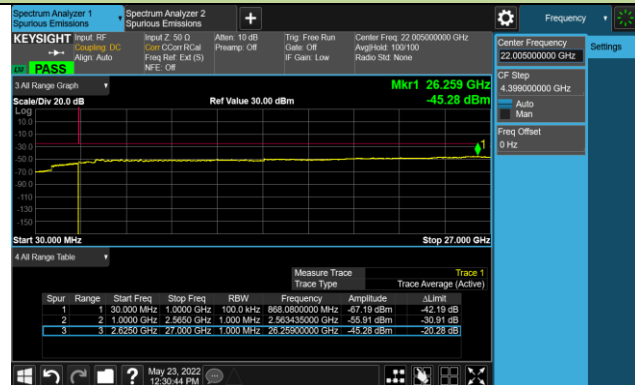 Spectrum Analyzer 1
Spurious Emissions
Spectrum Analyzer 2
Spurious Emissions
+
Frequency
KEYSIGHT Input: RF Input Z: 50 Ω Atten: 10 dB Trig: Free Run Center Freq: 22.005000000 GHz
Coupling: DC Corr CCorr RCal Preamp: Off Gate: Off Avg|Hold: 100/100
Align: Auto Freq Ref: Ext (S) IF Gain: Low Radio Std: None
NFE: Off
PASS
Center Frequency
22.005000000 GHz
Settings
CF Step
4.399000000 GHz
Auto
Man
Freq Offset
0 Hz
3 All Range Graph
Mkr1 26.259 GHz
Scale/Div 20.0 dB Ref Value 30.00 dBm -45.28 dBm
Log
10.0
-10.0
-30.0
-50.0
-70.0
-90.0
-110
-130
-150
1
Start 30.000 MHz Stop 27.000 GHz
4 All Range Table
Measure Trace Trace 1
Trace Type Trace Average (Active)
Spur Range Start Freq Stop Freq RBW Frequency Amplitude ΔLimit
1 1 30.000 MHz 1.0000 GHz 100.0 kHz 868.0800000 MHz -67.19 dBm -42.19 dB
2 2 1.0000 GHz 2.5650 GHz 1.000 MHz 2.563435000 GHz -55.91 dBm -30.91 dB
3 3 2.6250 GHz 27.000 GHz 1.000 MHz 26.25900000 GHz -45.28 dBm -20.28 dB
?
May 23, 2022
12:30:44 PM